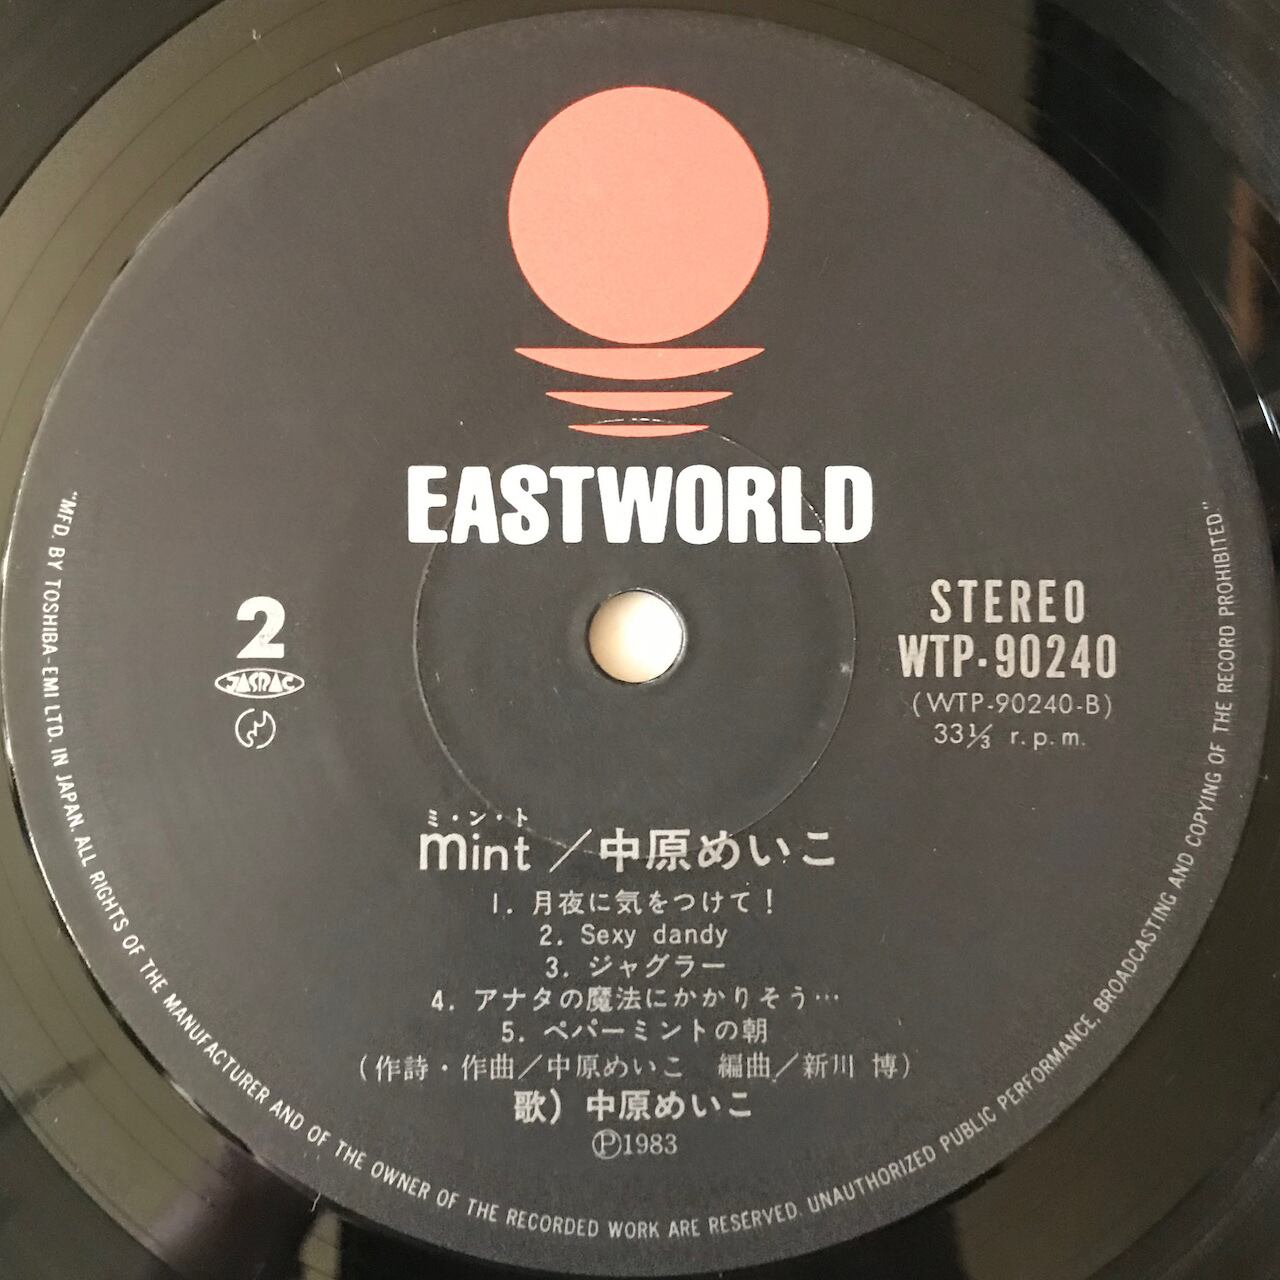 EASTWORLD
2
JASRAC
STEREO
WTP-90240
(WTP-90240-B)
33⅓ r.p.m.
ミ・ン・ト
mint／中原めいこ
1. 月夜に気をつけて！
2. Sexy dandy
3. ジャグラー
4. アナタの魔法にかかりそう…
5. ペパーミントの朝
(作詩・作曲／中原めいこ 編曲／新川 博)
歌) 中原めいこ
Ⓟ1983
"MFD. BY TOSHIBA-EMI LTD. IN JAPAN. ALL RIGHTS OF THE MANUFACTURER AND OF THE OWNER OF THE RECORDED WORK ARE RESERVED. UNAUTHORIZED PUBLIC PERFORMANCE, BROADCASTING AND COPYING OF THE RECORD PROHIBITED."